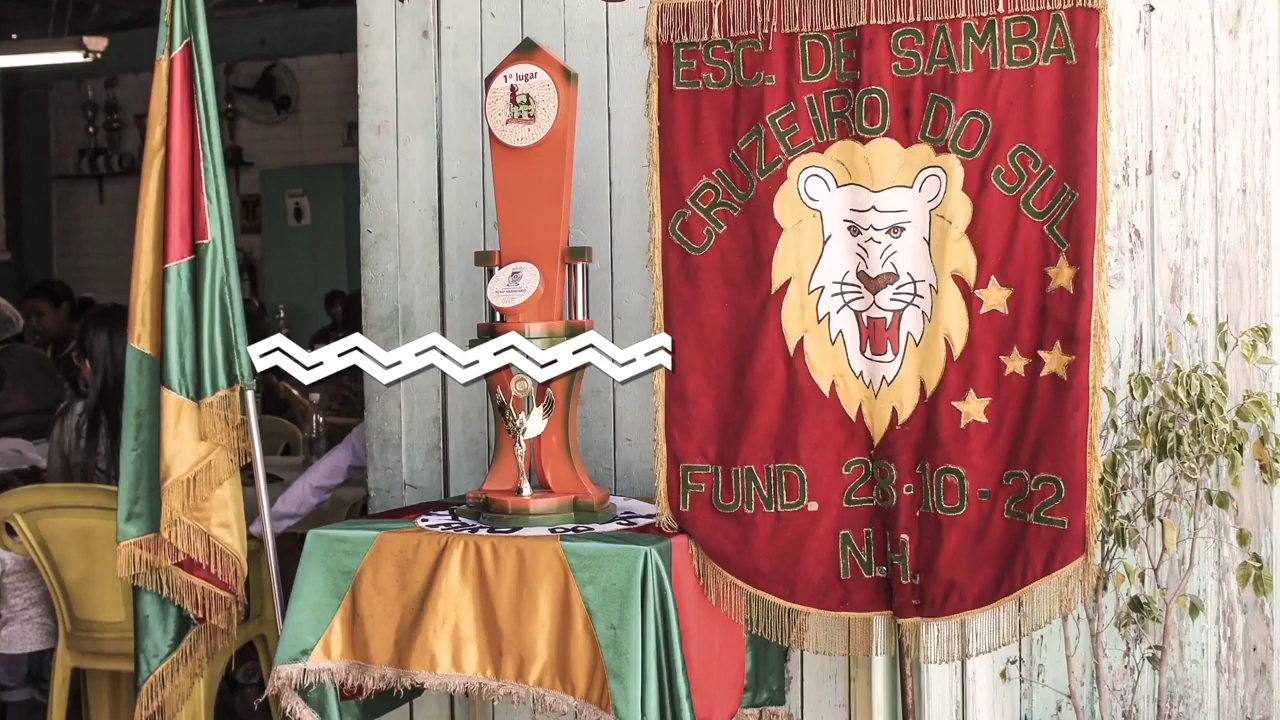 1º lugar
ESC. DE SAMBA
CRUZEIRO DO SUL
FUND. 28-10-22
N.H.